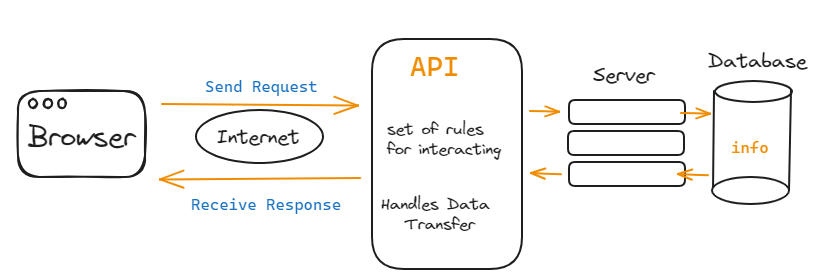 Browser
Send Request
Internet
Receive Response
API
set of rules
for interacting
Handles Data
Transfer
Server
Database
info